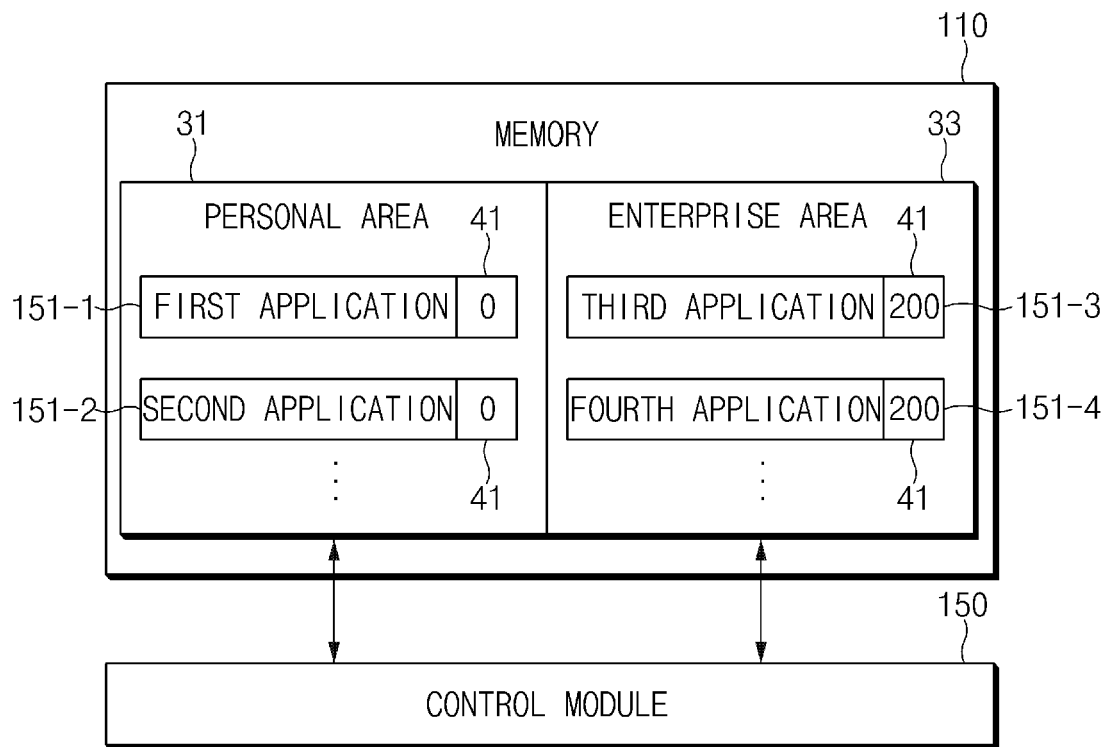 110
31
MEMORY
33
PERSONAL AREA
41
ENTERPRISE AREA
41
151-1
FIRST APPLICATION
0
THIRD APPLICATION
200
151-3
151-2
SECOND APPLICATION
0
FOURTH APPLICATION
200
151-4
41
41
150
CONTROL MODULE